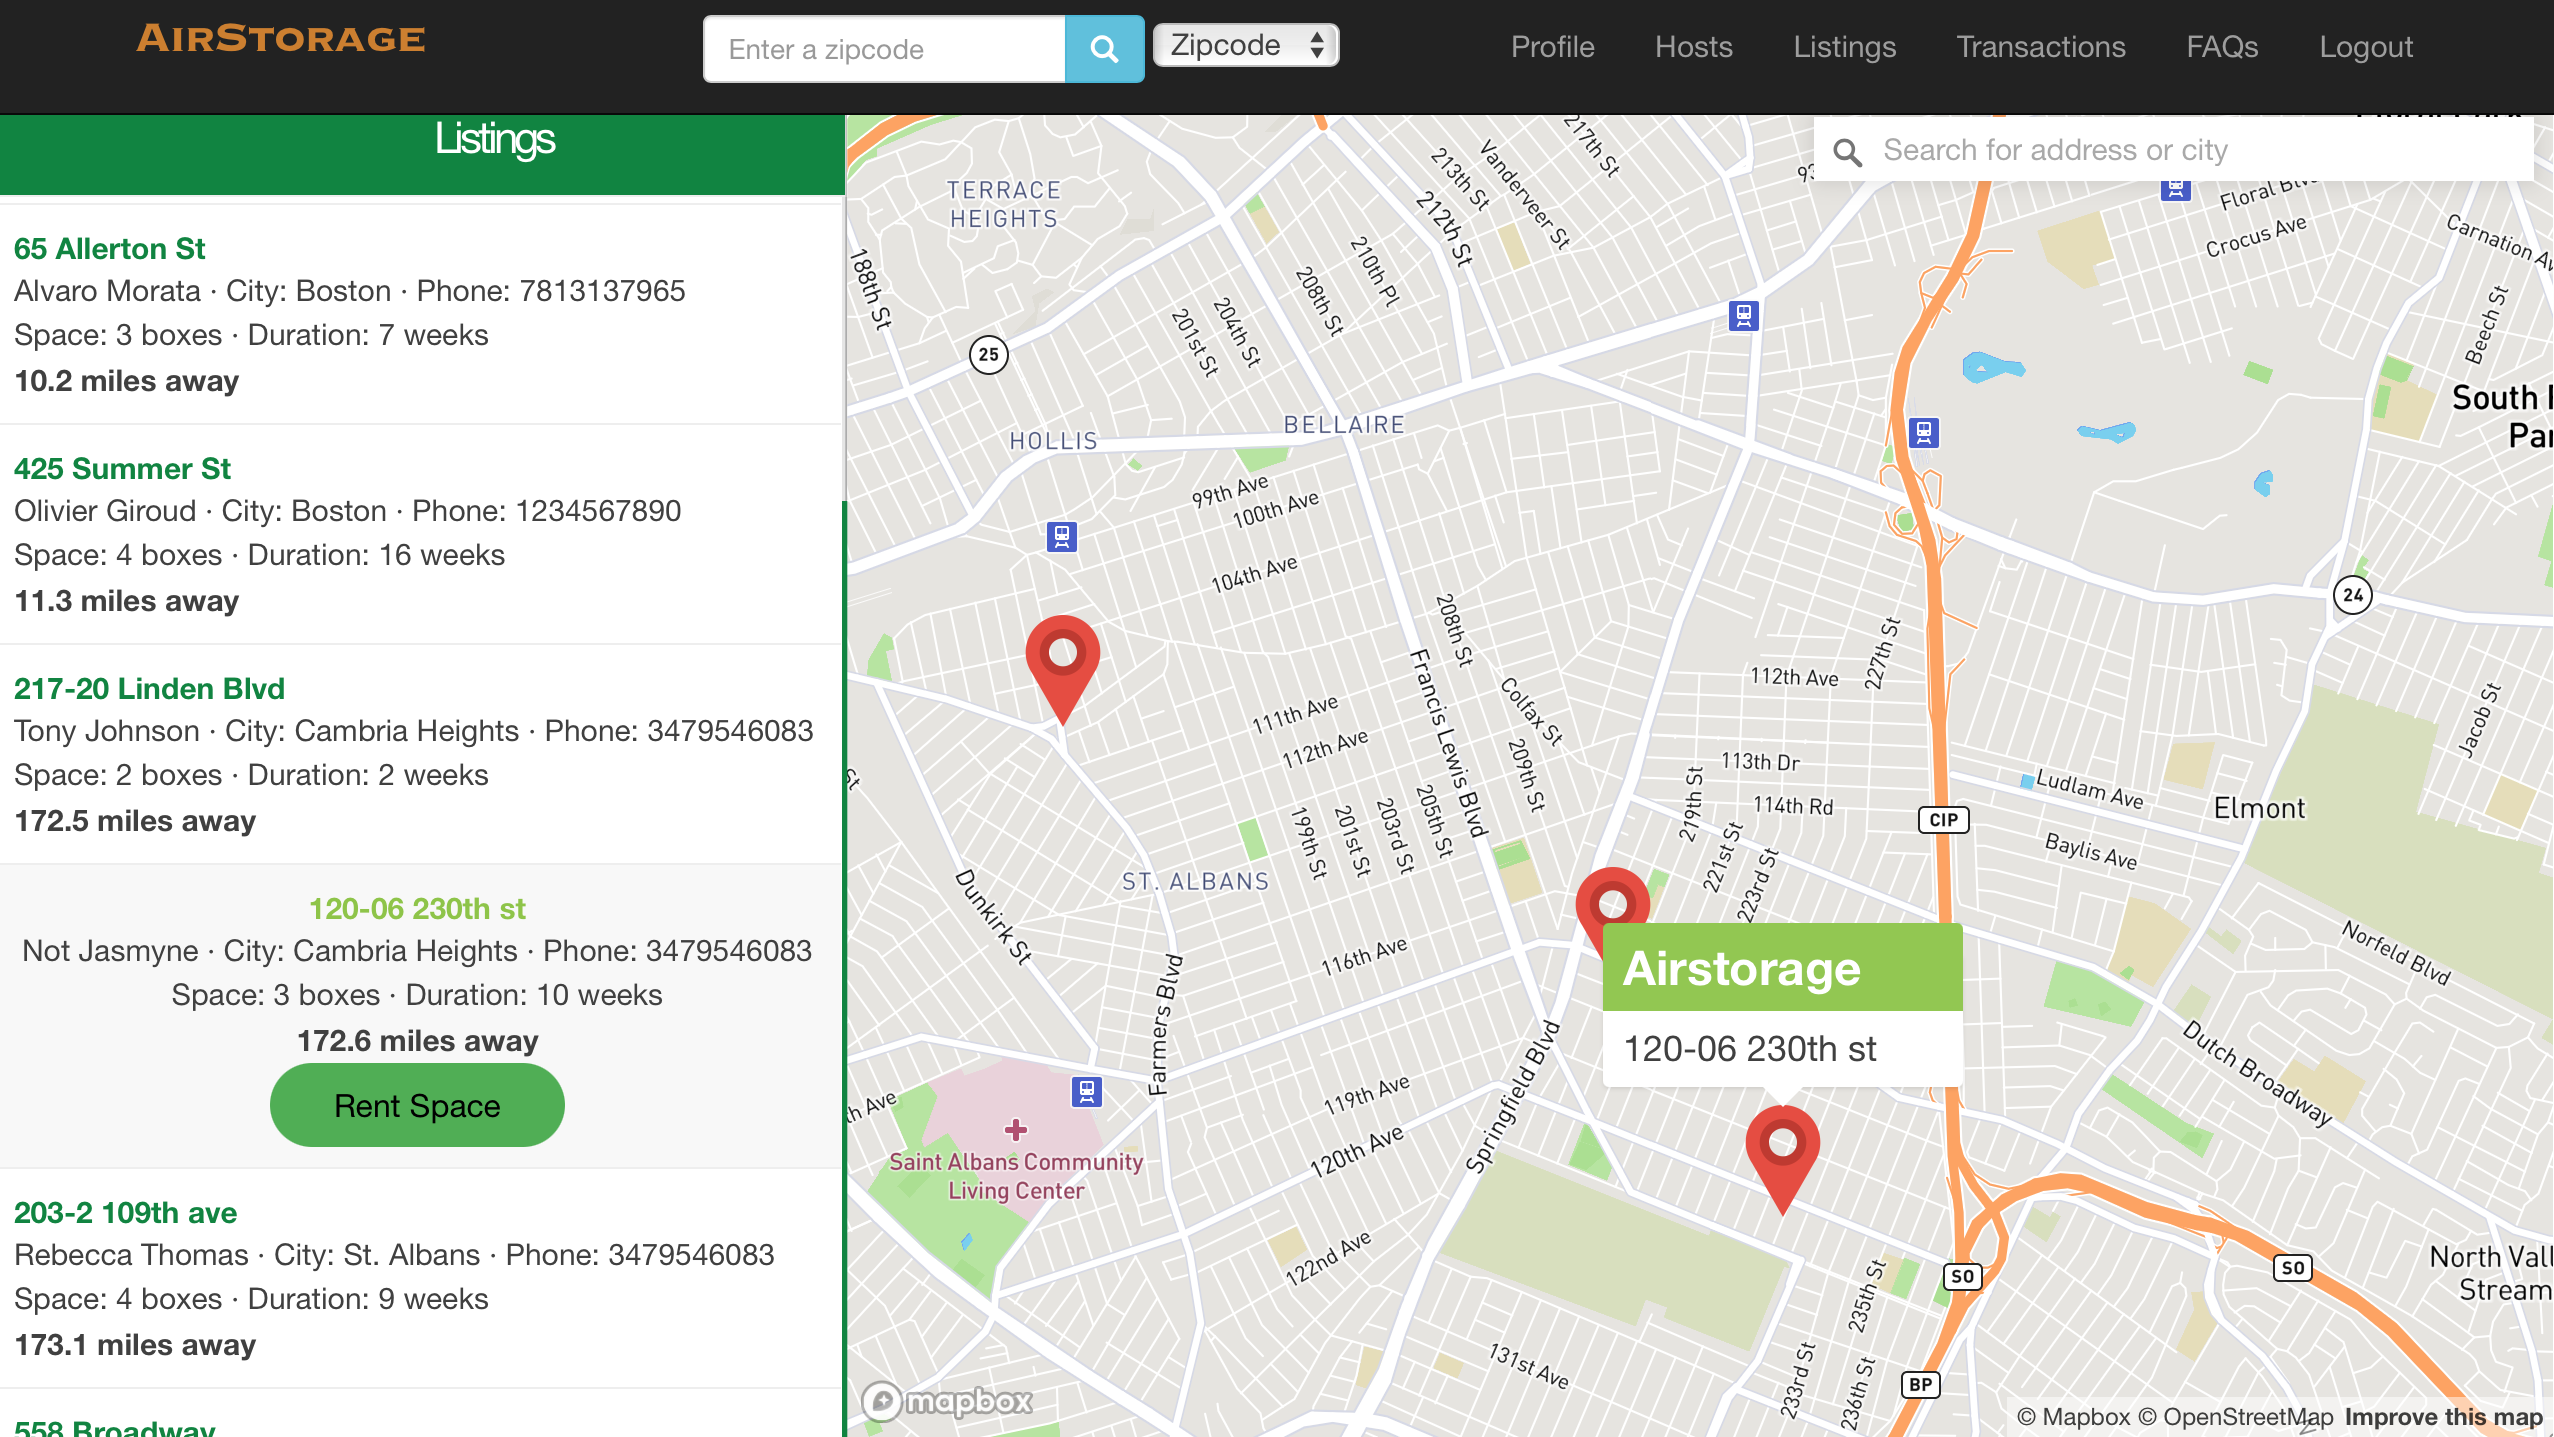 AIRSTORAGE
Enter a zipcode
Zipcode
Profile
Hosts
Listings
Transactions
FAQs
Logout
Listings
65 Allerton St
Alvaro Morata · City: Boston · Phone: 7813137965
Space: 3 boxes · Duration: 7 weeks
10.2 miles away
425 Summer St
Olivier Giroud · City: Boston · Phone: 1234567890
Space: 4 boxes · Duration: 16 weeks
11.3 miles away
217-20 Linden Blvd
Tony Johnson · City: Cambria Heights · Phone: 3479546083
Space: 2 boxes · Duration: 2 weeks
172.5 miles away
120-06 230th st
Not Jasmyne · City: Cambria Heights · Phone: 3479546083
Space: 3 boxes · Duration: 10 weeks
172.6 miles away
Rent Space
203-2 109th ave
Rebecca Thomas · City: St. Albans · Phone: 3479546083
Space: 4 boxes · Duration: 9 weeks
173.1 miles away
558 Broadway
Search for address or city
TERRACE
HEIGHTS
188th St
25
201st St
204th St
208th St
210th Pl
212th St
213th St
Vanderveer St
217th St
Crocus Ave
Beech St
HOLLIS
BELLAIRE
99th Ave
100th Ave
104th Ave
South
24
208th St
Francis Lewis Blvd
Colfax St
209th St
111th Ave
112th Ave
112th Ave
227th St
113th Dr
114th Rd
219th St
221st St
223rd St
199th St
201st St
203rd St
205th St
CIP
Ludlam Ave
Baylis Ave
Elmont
Jacob St
Norfeld Blvd
Dutch Broadway
ST. ALBANS
Dunkirk St
Farmers Blvd
116th Ave
119th Ave
120th Ave
122nd Ave
Springfield Blvd
Airstorage
120-06 230th st
Saint Albans Community
Living Center
131st Ave
233rd St
235th St
236th St
SO
SO
BP
North
Stream
mapbox
© Mapbox © OpenStreetMap Improve this map